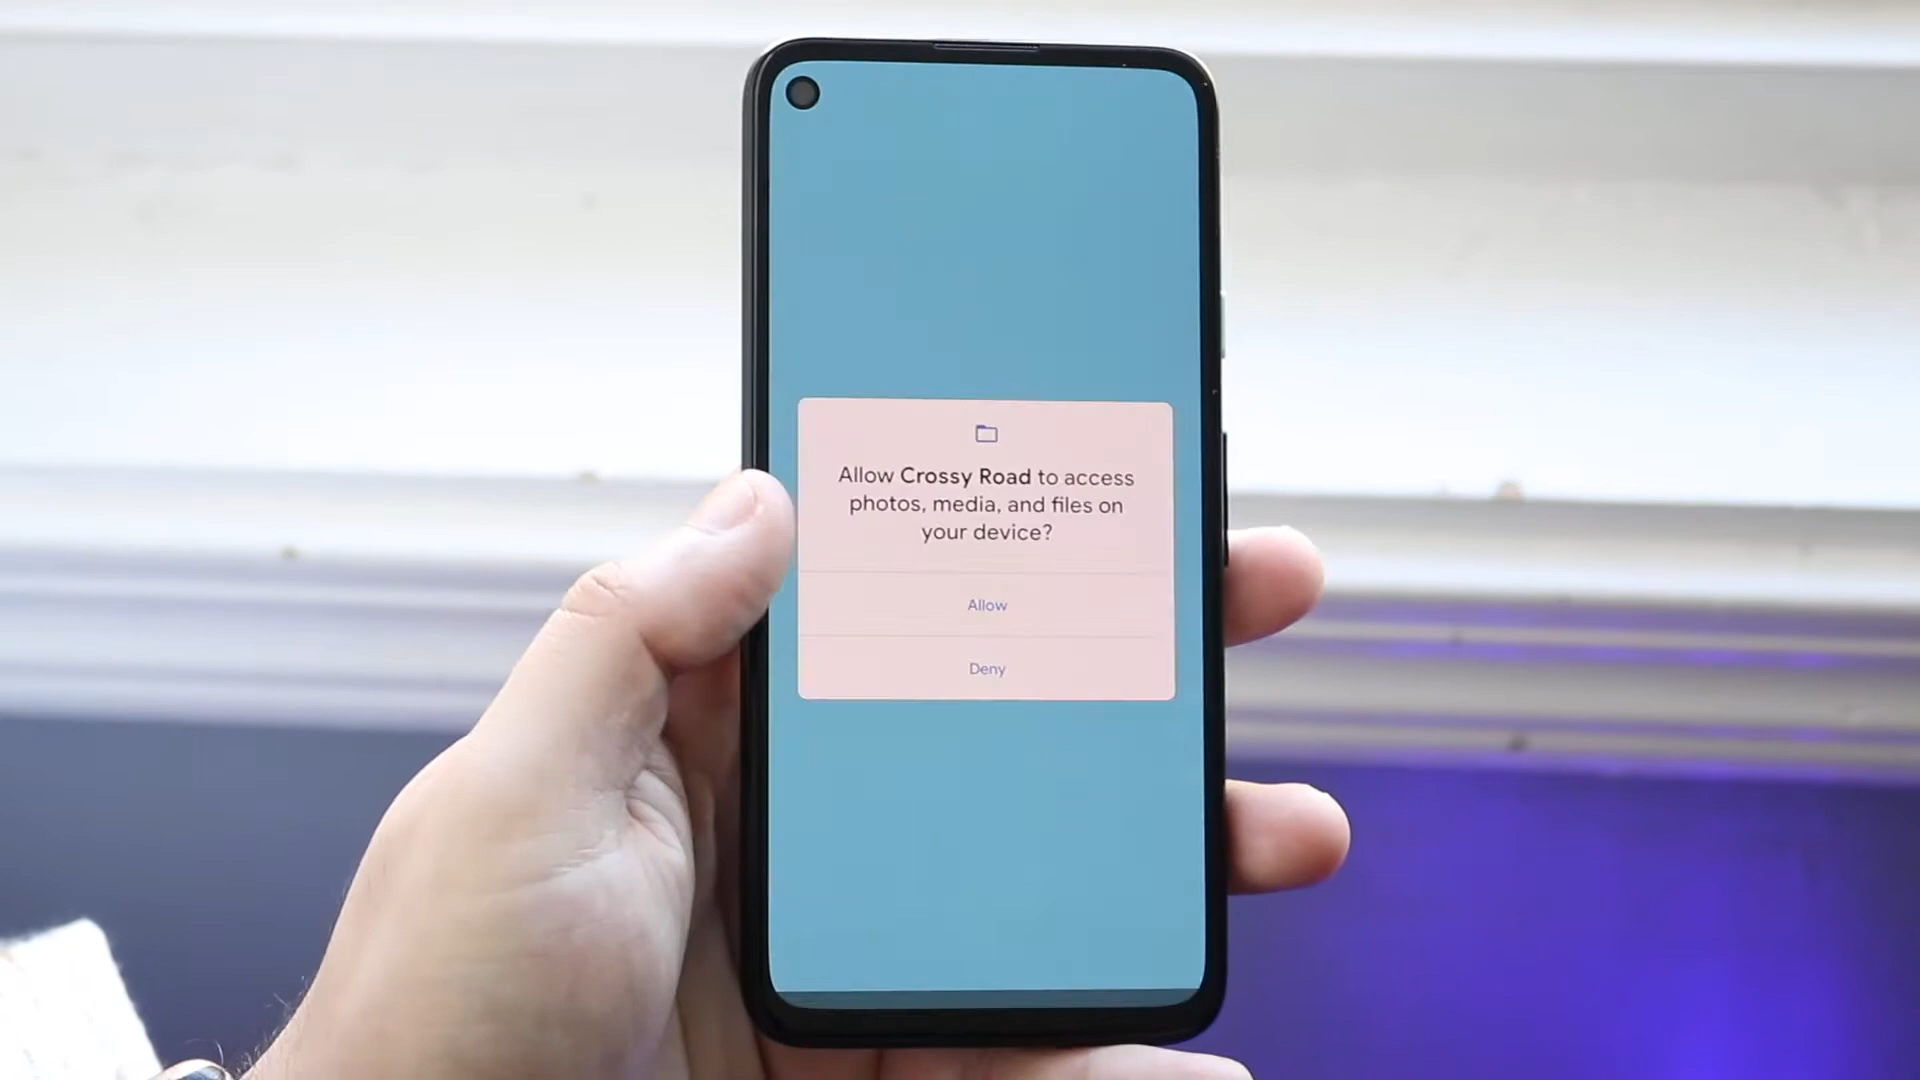 Allow Crossy Road to access
photos, media, and files on
your device?
Allow
Deny